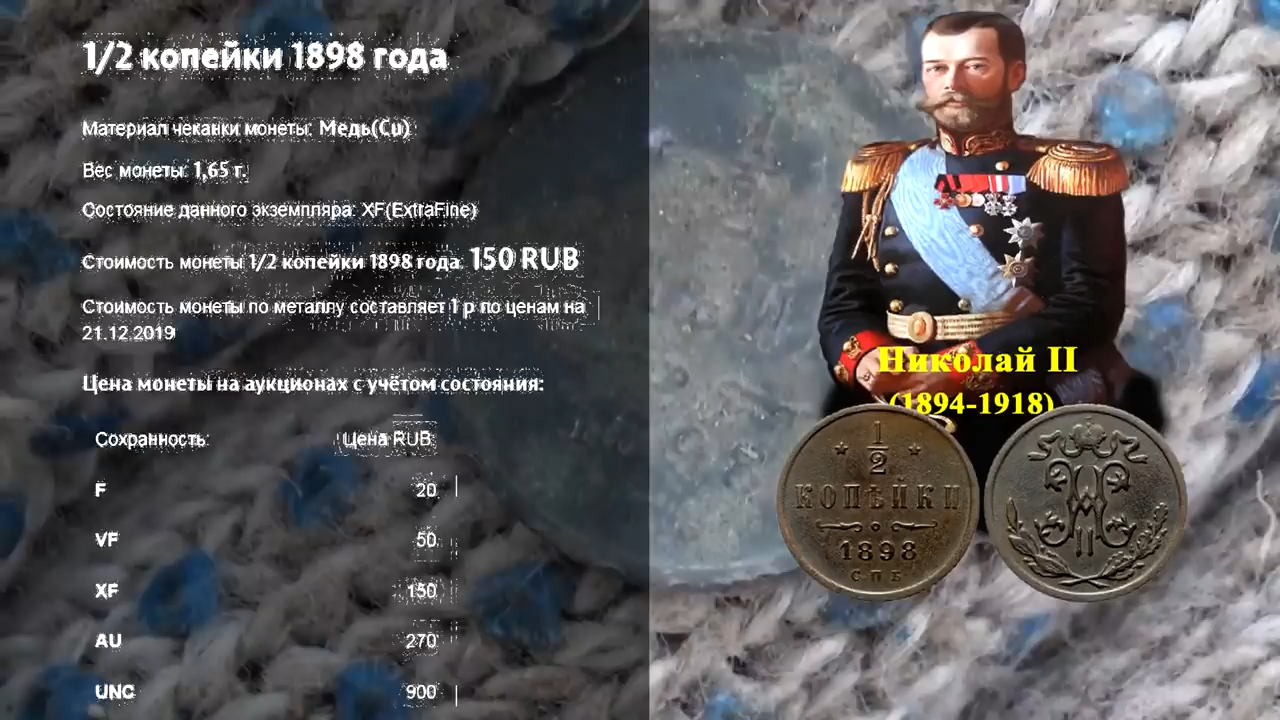 1/2 копейки 1898 года
Материал чеканки монеты: Медь(Cu)
Вес монеты: 1,65 г.
Состояние данного экземпляра: XF(ExtraFine)
Стоимость монеты 1/2 копейки 1898 года: 150 RUB
Стоимость монеты по металлу составляет 1 р по ценам на
21.12.2019
Цена монеты на аукционах с учётом состояния:
Сохранность: Цена RUB
F 20
VF 50
XF 150
AU 270
UNC 900
Николай II
(1894-1918)
1/2
КОПѢЙКИ
1898
С П Б